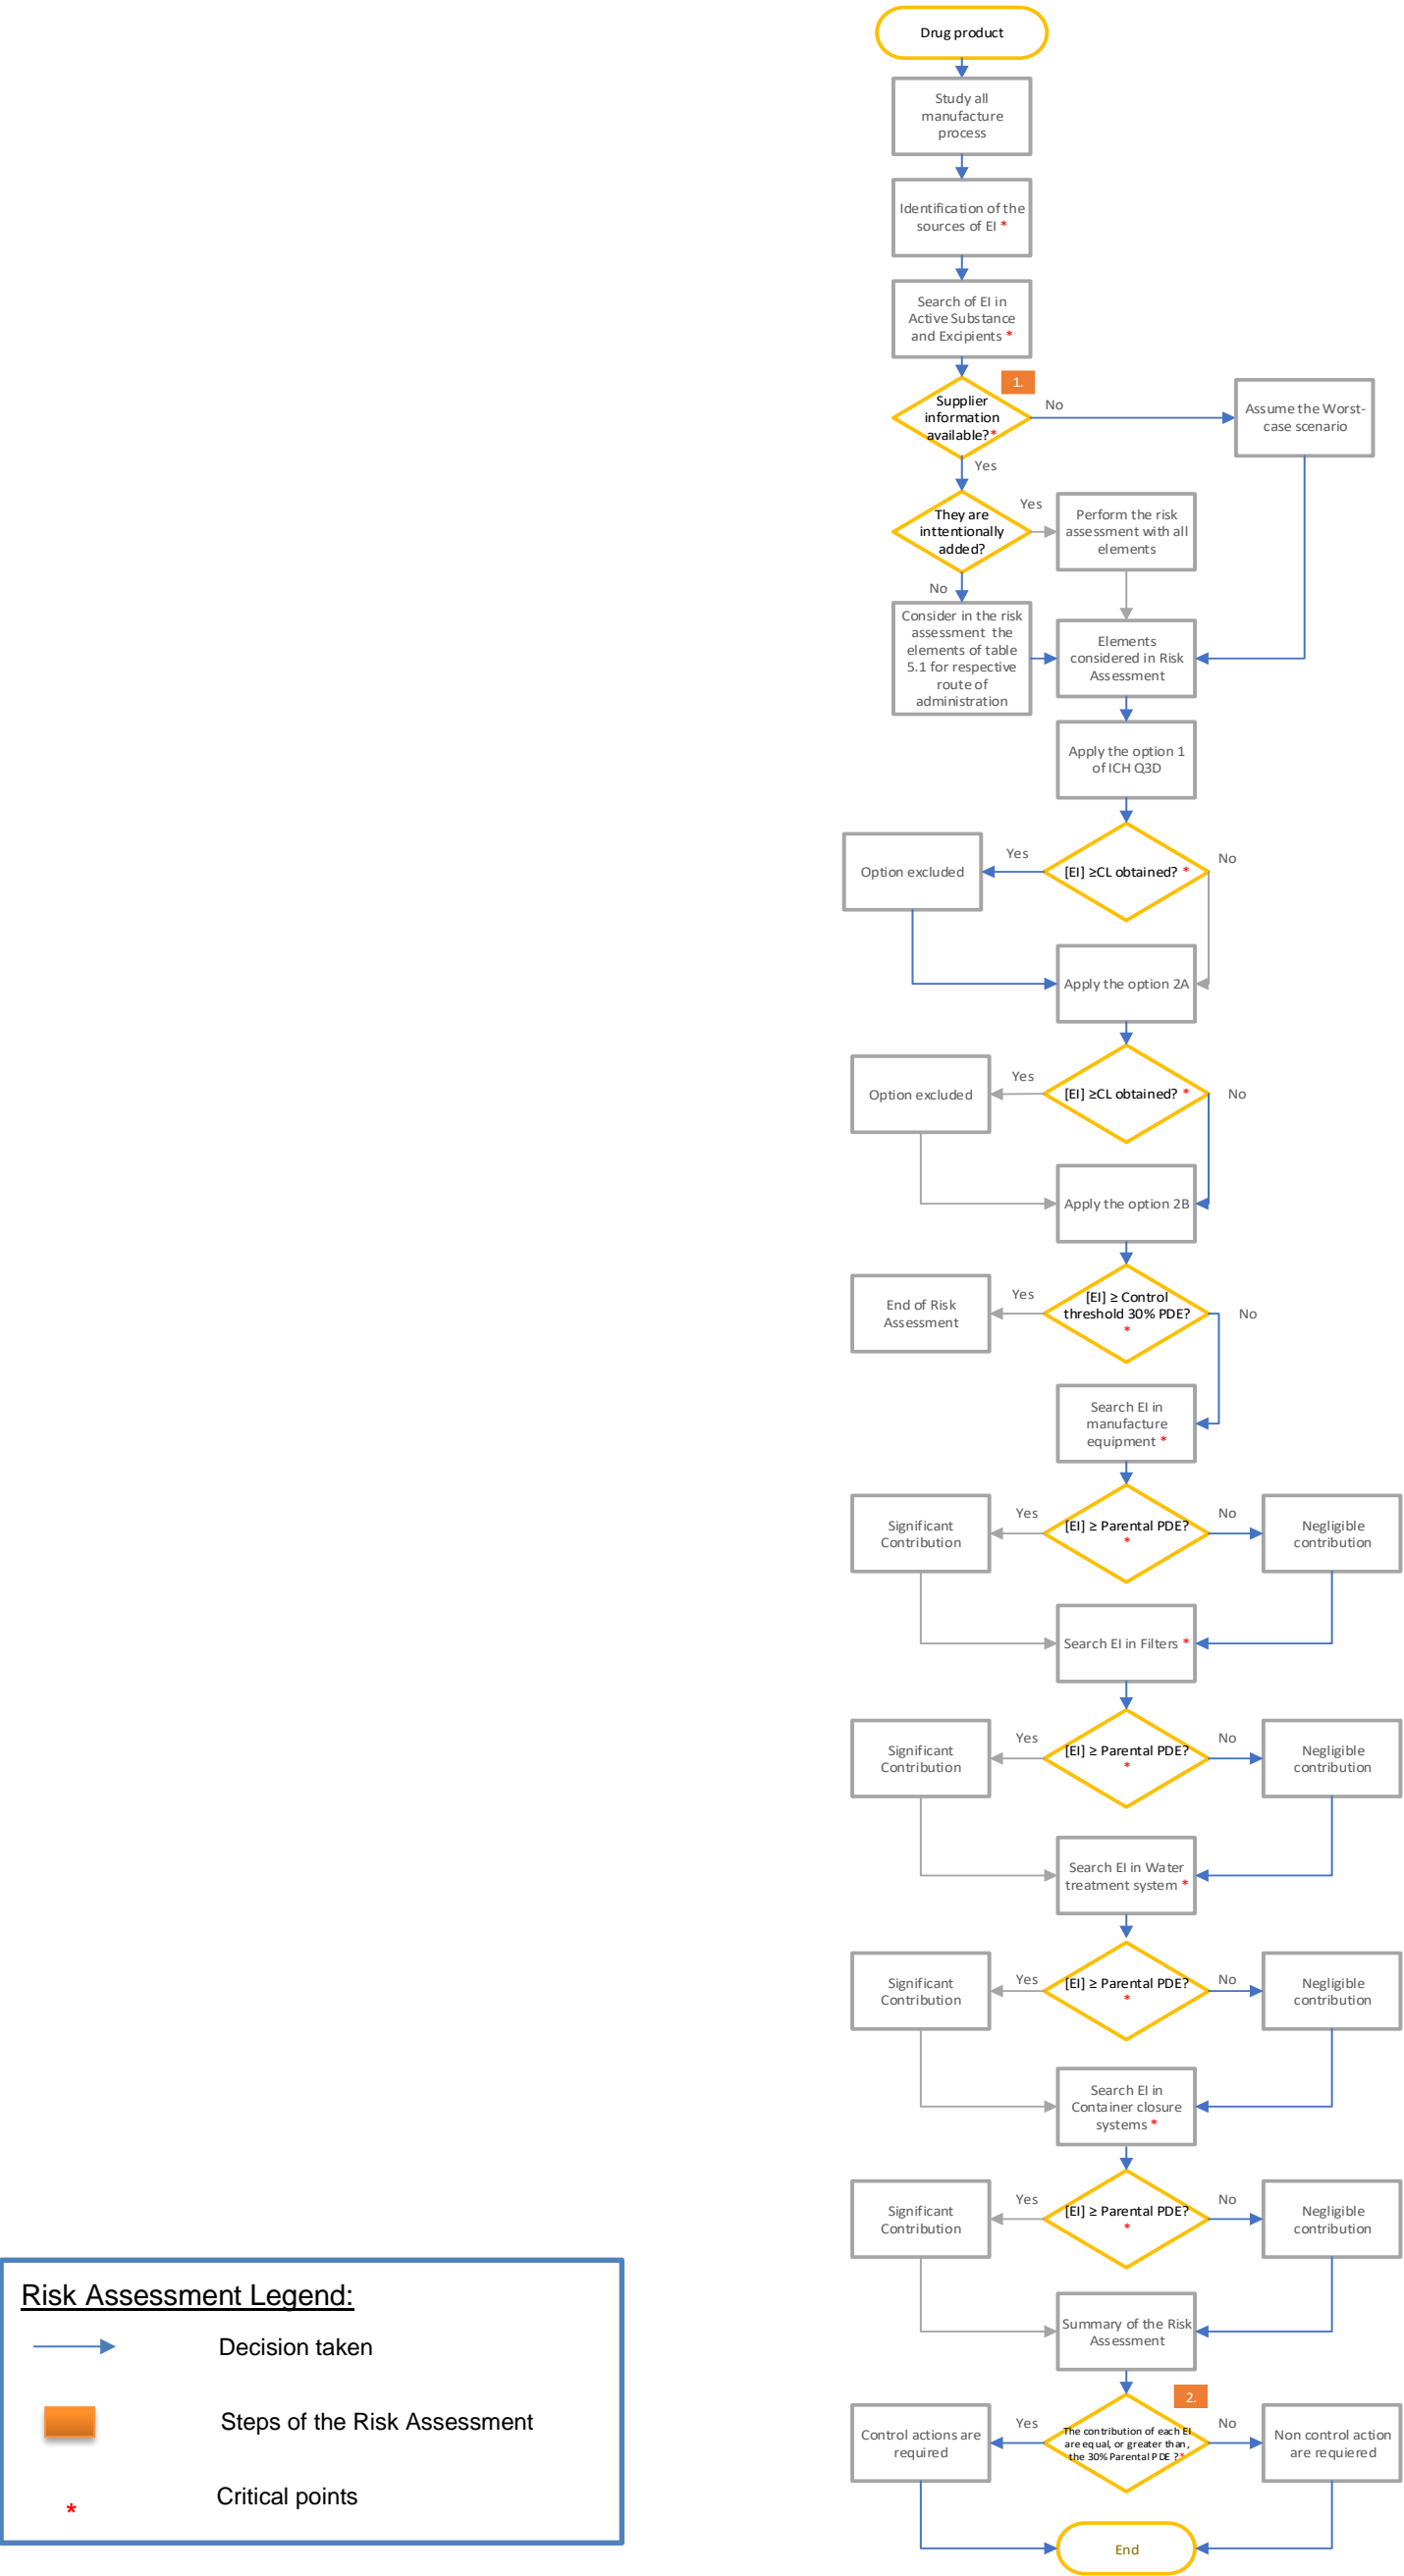 Drug product
Study all
manufacture
process
Identification of the
sources of EI *
Search of EI in
Active Substance
and Excipients *
1.
Supplier
information
available?*
No
Assume the Worst-
case scenario
Yes
They are
inttentionally
added?
Yes
Perform the risk
assessment with all
elements
No
Consider in the risk
assessment the
elements of table
5.1 for respective
route of
administration
Elements
considered in Risk
Assessment
Apply the option 1
of ICH Q3D
[EI] ≥CL obtained? *
Yes
No
Option excluded
Apply the option 2A
[EI] ≥CL obtained? *
Yes
No
Option excluded
Apply the option 2B
[EI] ≥ Control
threshold 30% PDE?
*
Yes
No
End of Risk
Assessment
Search EI in
manufacture
equipment *
[EI] ≥ Parental PDE?
*
Yes
No
Significant
Contribution
Negligible
contribution
Search EI in Filters *
[EI] ≥ Parental PDE?
*
Yes
No
Significant
Contribution
Negligible
contribution
Search EI in Water
treatment system *
[EI] ≥ Parental PDE?
*
Yes
No
Significant
Contribution
Negligible
contribution
Search EI in
Container closure
systems *
[EI] ≥ Parental PDE?
*
Yes
No
Significant
Contribution
Negligible
contribution
Summary of the Risk
Assessment
2.
The contribution of each EI
are equal, or greater than,
the 30% Parental PDE ?*
Yes
No
Control actions are
required
Non control action
are requiered
End
Risk Assessment Legend:
Decision taken
Steps of the Risk Assessment
* Critical points